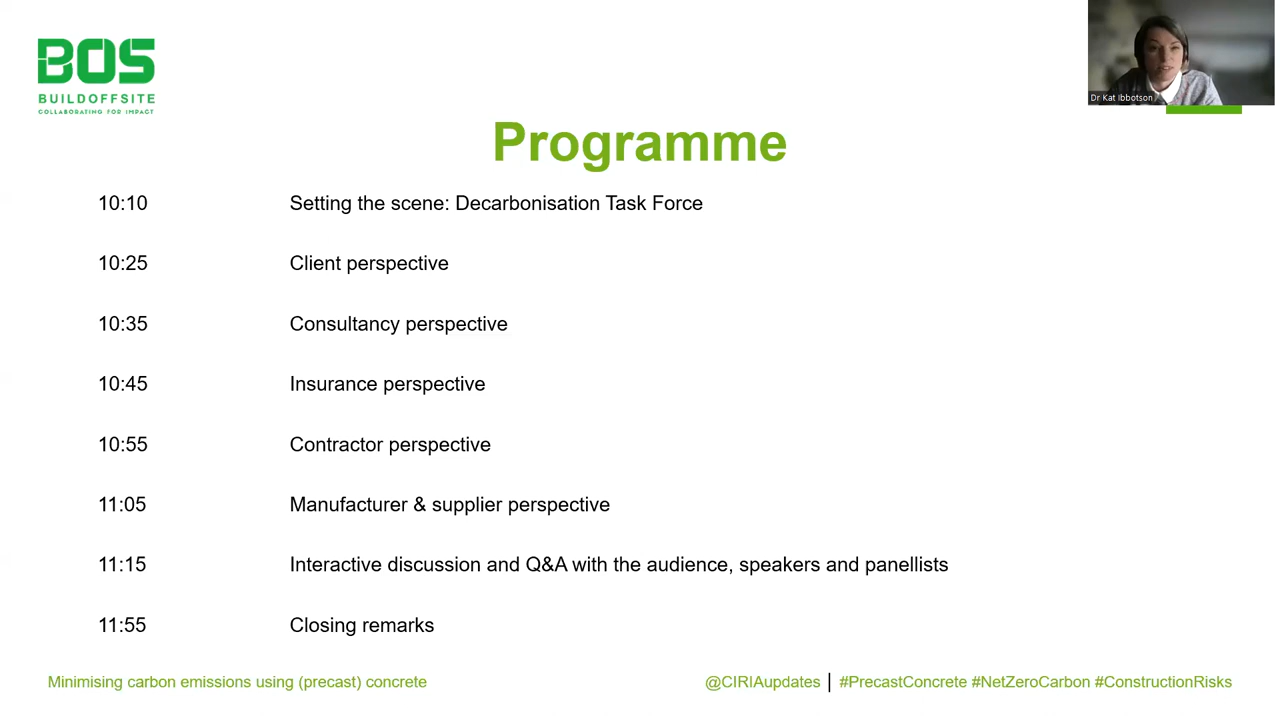 BOS
BUILDOFFSITE
COLLABORATING FOR IMPACT
Dr Kat Ibbotson
Programme
10:10 Setting the scene: Decarbonisation Task Force
10:25 Client perspective
10:35 Consultancy perspective
10:45 Insurance perspective
10:55 Contractor perspective
11:05 Manufacturer & supplier perspective
11:15 Interactive discussion and Q&A with the audience, speakers and panellists
11:55 Closing remarks
Minimising carbon emissions using (precast) concrete
@CIRIAupdates | #PrecastConcrete #NetZeroCarbon #ConstructionRisks